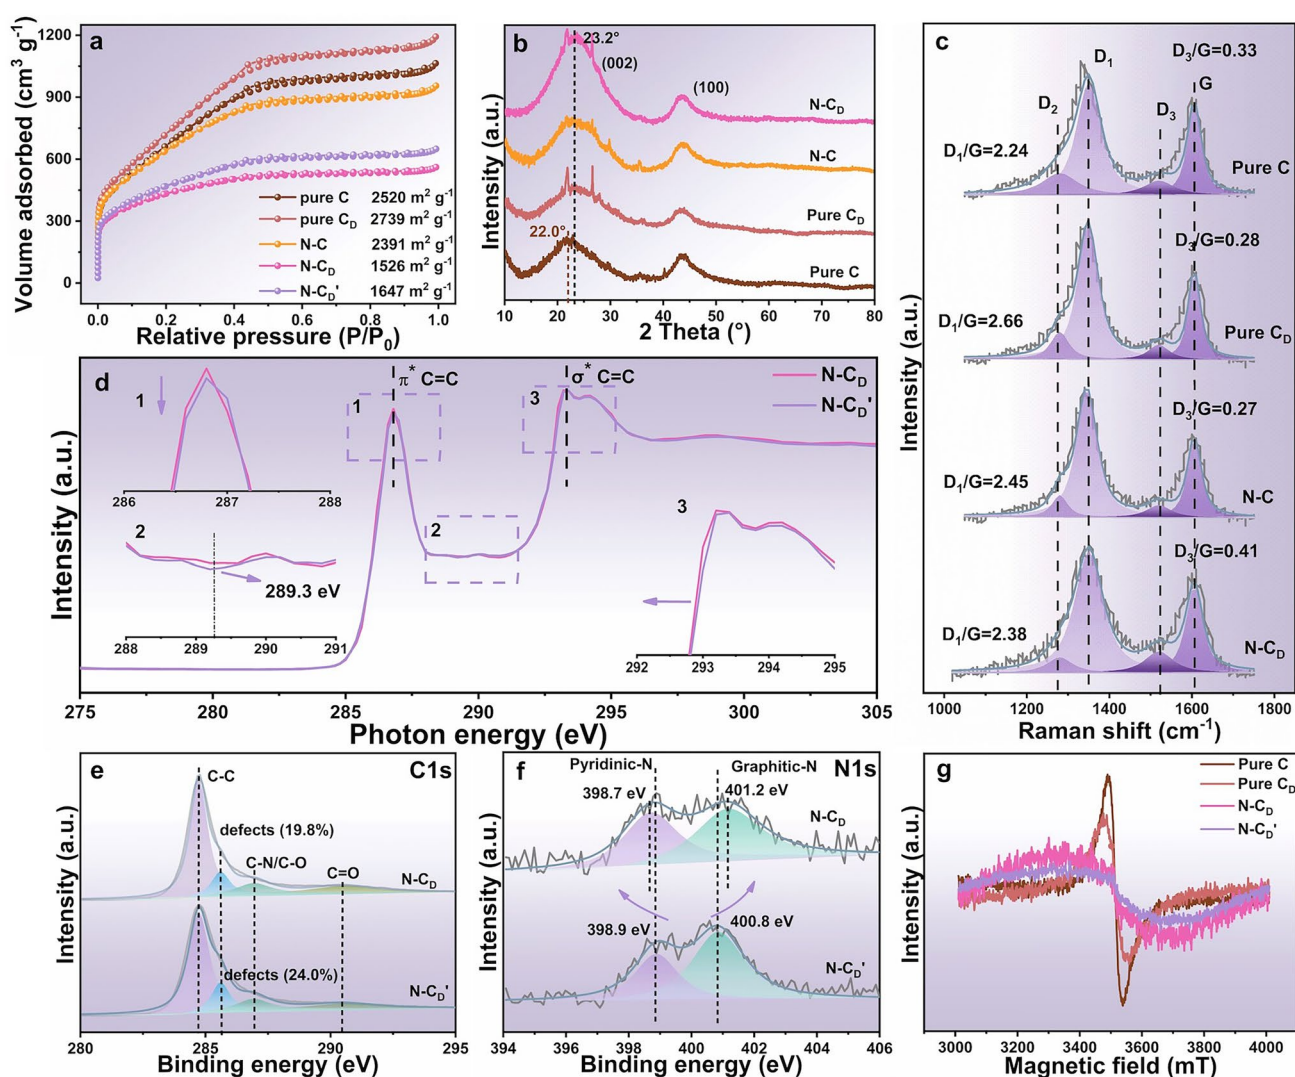 a
Volume adsorbed (cm³ g⁻¹)
1200
900
600
300
0
pure C 2520 m² g⁻¹
pure C_D 2739 m² g⁻¹
N-C 2391 m² g⁻¹
N-C_D 1526 m² g⁻¹
N-C_D' 1647 m² g⁻¹
0.0 0.2 0.4 0.6 0.8 1.0
Relative pressure (P/P₀)
b
Intensity (a.u.)
23.2°
(002)
(100)
N-C_D
N-C
Pure C_D
22.0°
Pure C
10 20 30 40 50 60 70 80
2 Theta (°)
c
Intensity (a.u.)
D₁
D₃/G=0.33
G
D₂
D₃
D₁/G=2.24
Pure C
D₃/G=0.28
D₁/G=2.66
Pure C_D
D₃/G=0.27
D₁/G=2.45
N-C
D₃/G=0.41
D₁/G=2.38
N-C_D
1000 1200 1400 1600 1800
Raman shift (cm⁻¹)
d
Intensity (a.u.)
π* C=C
σ* C=C
N-C_D
N-C_D'
1
1
3
286 287 288
2
2
3
289.3 eV
288 289 290 291
292 293 294 295
275 280 285 290 295 300 305
Photon energy (eV)
e
C1s
Intensity (a.u.)
C-C
defects (19.8%)
C-N/C-O
C=O
N-C_D
defects (24.0%)
N-C_D'
280 285 290 295
Binding energy (eV)
f
N1s
Intensity (a.u.)
Pyridinic-N
Graphitic-N
398.7 eV
401.2 eV
N-C_D
398.9 eV
400.8 eV
N-C_D'
394 396 398 400 402 404 406
Binding energy (eV)
g
Intensity (a.u.)
Pure C
Pure C_D
N-C_D
N-C_D'
3000 3500 4000
Magnetic field (mT)